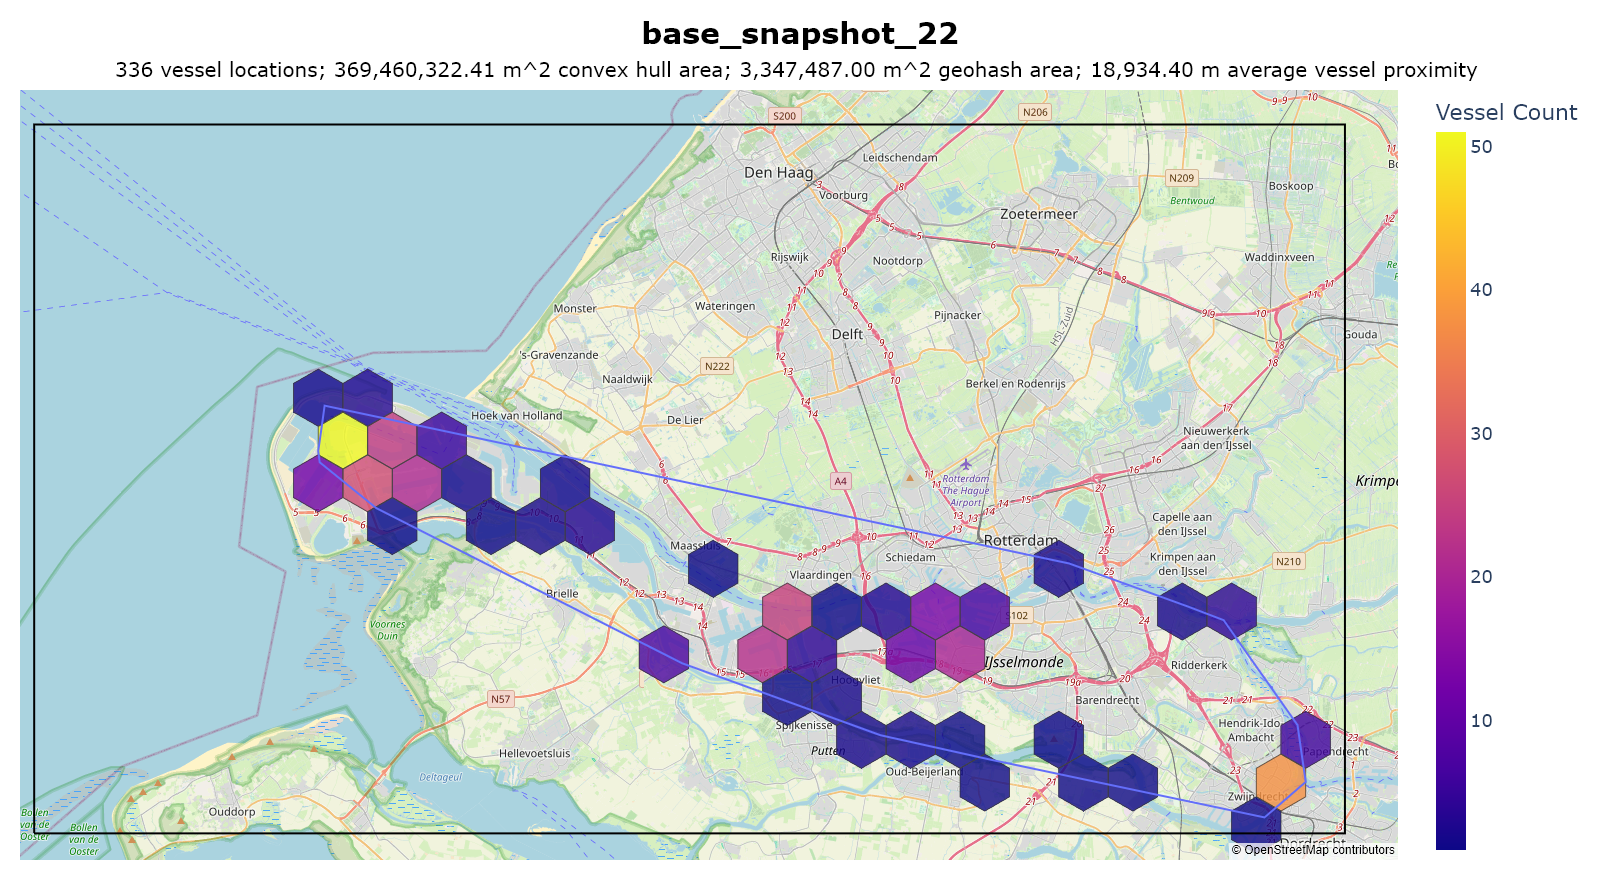 base_snapshot_22
336 vessel locations; 369,460,322.41 m^2 convex hull area; 3,347,487.00 m^2 geohash area; 18,934.40 m average vessel proximity
Vessel Count
50
40
30
20
10
S200
N206
Leidschendam
Den Haag
Voorburg
N209
Boskoop
Bentwoud
Zoetermeer
Rijswijk
Nootdorp
Waddinxveen
Monster
Wateringen
Pijnacker
HSL-Zuid
Delft
Gouda
's-Gravenzande
N222
Naaldwijk
Berkel en Rodenrijs
Hoek van Holland
De Lier
Nieuwerkerk
aan den IJssel
A4
Rotterdam
The Hague
Airport
Krimpe
Capelle aan
den IJssel
Rotterdam
Maassluis
Schiedam
Krimpen aan
den IJssel
N210
Vlaardingen
Brielle
S102
Voornes
Duin
IJsselmonde
Ridderkerk
Hoogvliet
N57
Barendrecht
Spijkenisse
Hendrik-Ido
Ambacht
Putten
Papendrecht
Hellevoetsluis
Oud-Beijerland
Deltageul
Zwijndrecht
Ouddorp
Bollen
van de
Ooster
Bollen
van de
Ooster
Dordrecht
© OpenStreetMap contributors